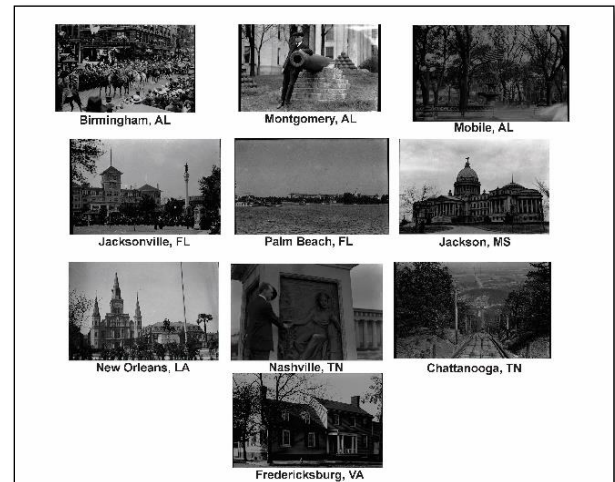 Birmingham, AL
Montgomery, AL
Mobile, AL
Jacksonville, FL
Palm Beach, FL
Jackson, MS
New Orleans, LA
Nashville, TN
Chattanooga, TN
Fredericksburg, VA